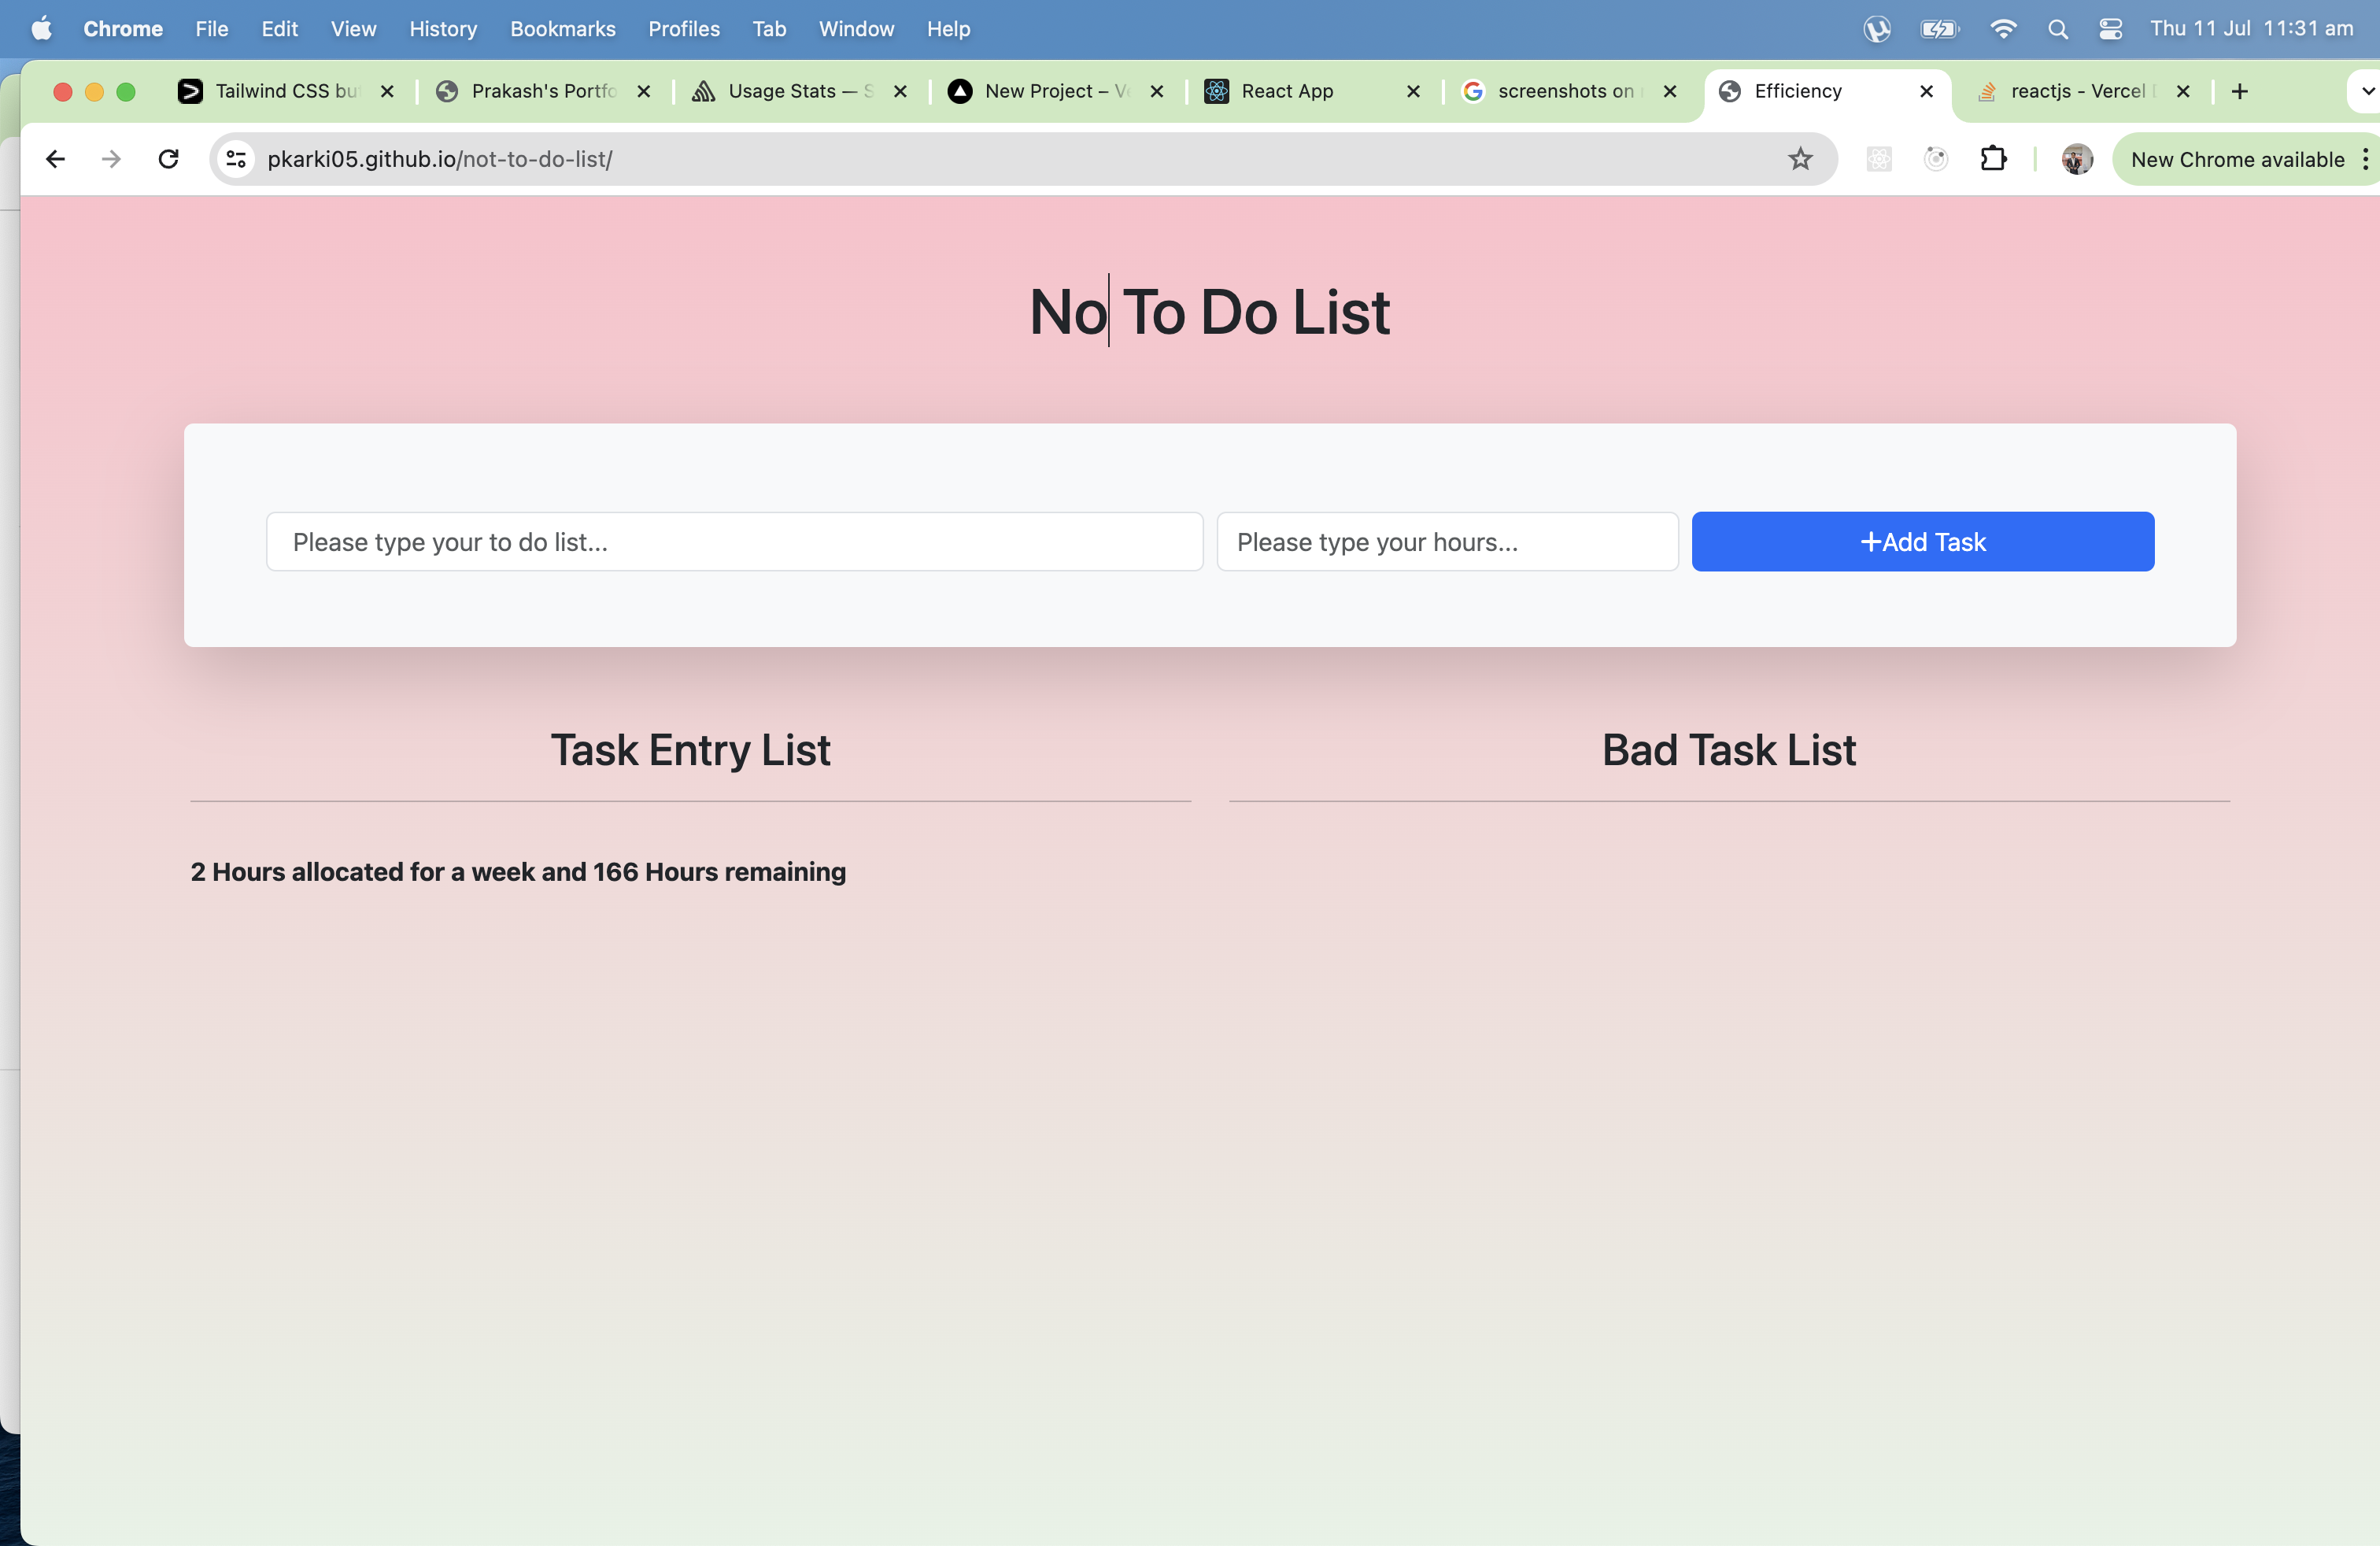 Chrome File Edit View History Bookmarks Profiles Tab Window Help Thu 11 Jul 11:31 am
Tailwind CSS Prakash's Usage Stats — New Project – React App screenshots on Efficiency reactjs - Vercel
pkarki05.github.io/not-to-do-list/ New Chrome available
No To Do List
Please type your to do list... Please type your hours... +Add Task
Task Entry List Bad Task List
2 Hours allocated for a week and 166 Hours remaining